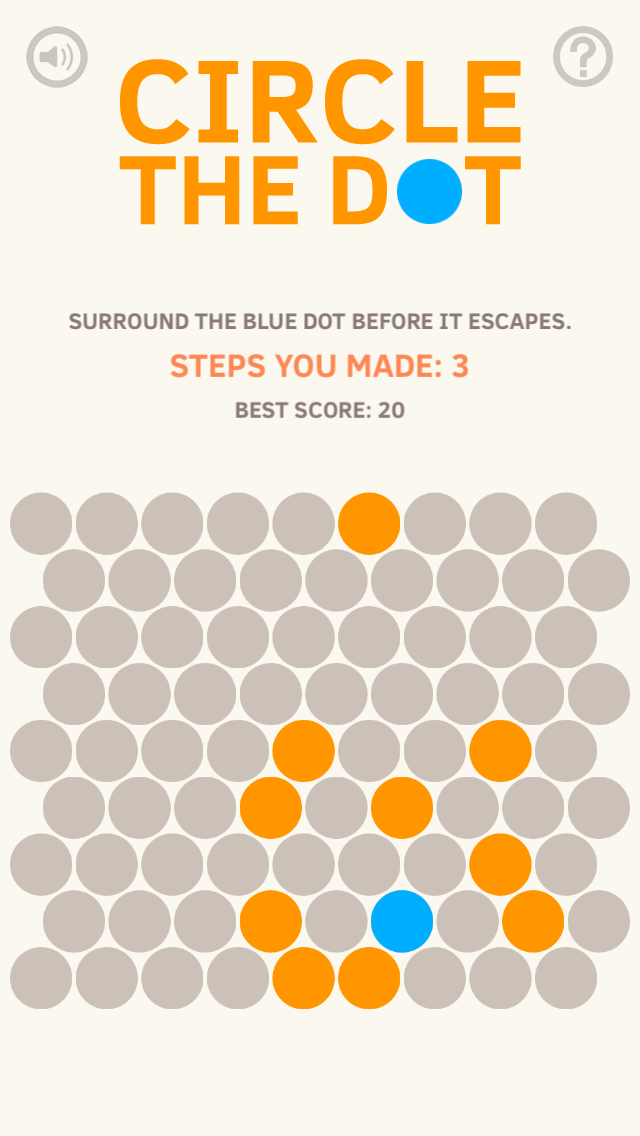 CIRCLE
THE DOT
?
SURROUND THE BLUE DOT BEFORE IT ESCAPES.
STEPS YOU MADE: 3
BEST SCORE: 20